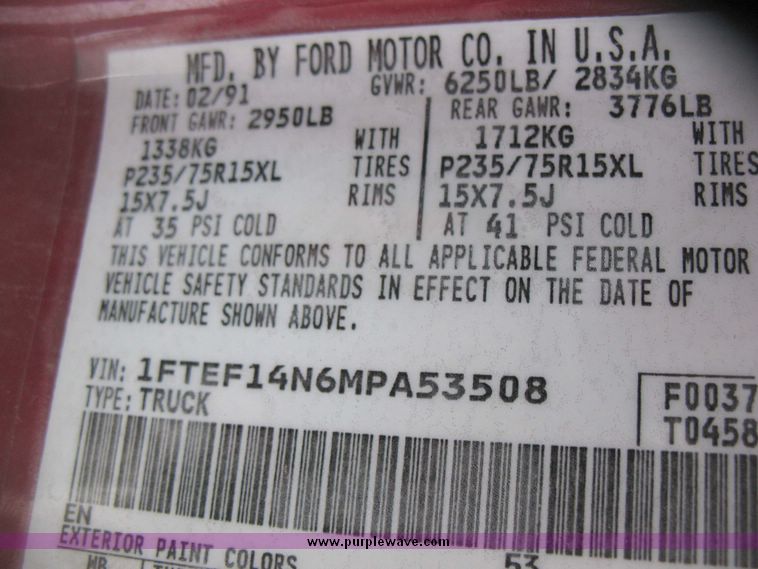 MFD. BY FORD MOTOR CO. IN U.S.A.
DATE: 02/91 GVWR: 6250LB/ 2834KG
FRONT GAWR: 2950LB REAR GAWR: 3776LB
1338KG WITH 1712KG WITH
P235/75R15XL TIRES P235/75R15XL TIRES
15X7.5J RIMS 15X7.5J RIMS
AT 35 PSI COLD AT 41 PSI COLD
THIS VEHICLE CONFORMS TO ALL APPLICABLE FEDERAL MOTOR
VEHICLE SAFETY STANDARDS IN EFFECT ON THE DATE OF
MANUFACTURE SHOWN ABOVE.
VIN: 1FTEF14N6MPA53508 F0037
TYPE: TRUCK T0458
EN
EXTERIOR PAINT COLORS 53
www.purplewave.com